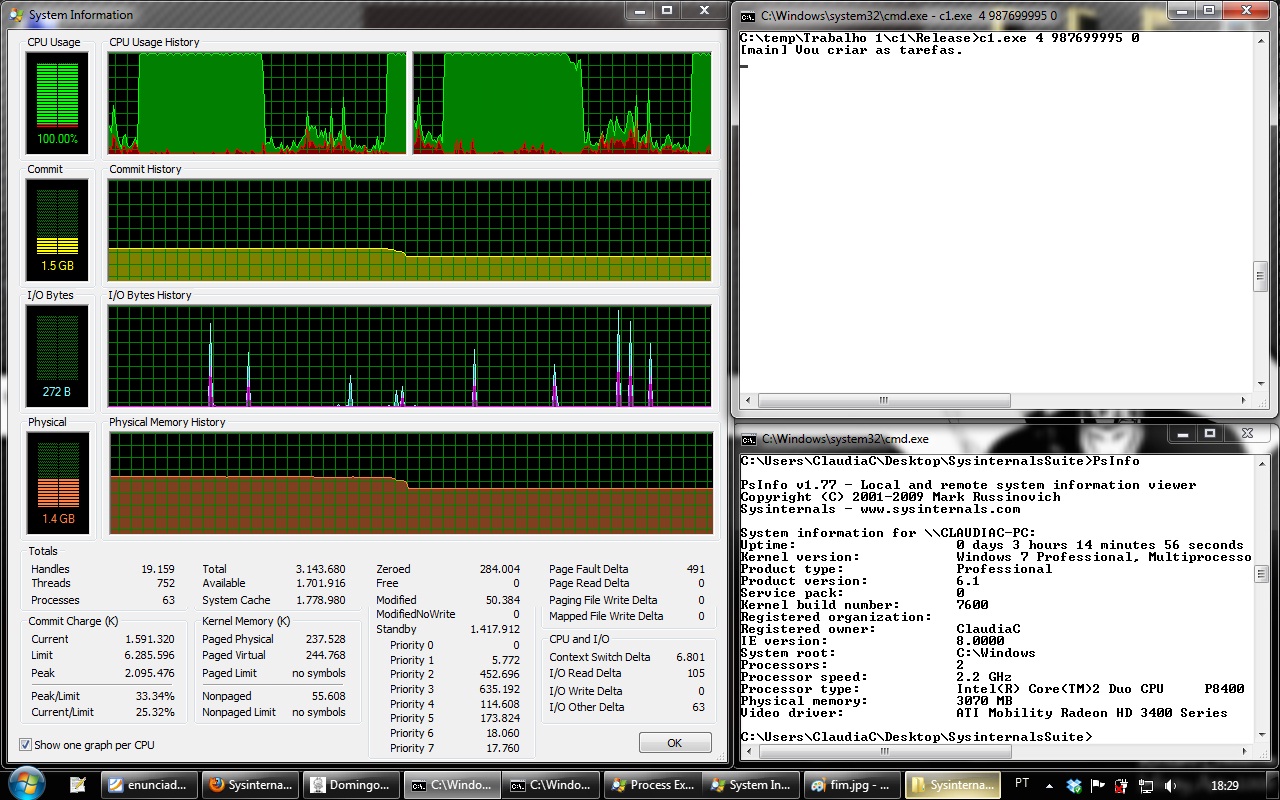 System Information
CPU Usage
CPU Usage History
100.00%
Commit
Commit History
1.5 GB
I/O Bytes
I/O Bytes History
272 B
Physical
Physical Memory History
1.4 GB
Totals
Handles 19.159
Threads 752
Processes 63
Commit Charge (K)
Current 1.591.320
Limit 6.285.596
Peak 2.095.476
Peak/Limit 33.34%
Current/Limit 25.32%
Total 3.143.680
Available 1.701.916
System Cache 1.778.980
Kernel Memory (K)
Paged Physical 237.528
Paged Virtual 244.768
Paged Limit no symbols
Nonpaged 55.608
Nonpaged Limit no symbols
Zeroed 284.004
Free 0
Modified 50.384
ModifiedNoWrite 0
Standby 1.417.912
Priority 0 0
Priority 1 5.772
Priority 2 452.696
Priority 3 635.192
Priority 4 114.608
Priority 5 173.824
Priority 6 18.060
Priority 7 17.760
Page Fault Delta 491
Page Read Delta 0
Paging File Write Delta 0
Mapped File Write Delta 0
CPU and I/O
Context Switch Delta 6.801
I/O Read Delta 105
I/O Write Delta 0
I/O Other Delta 63
Show one graph per CPU
OK
C:\Windows\system32\cmd.exe - c1.exe 4 987699995 0
C:\temp\Trabalho 1\c1\Release>c1.exe 4 987699995 0
[main] Vou criar as tarefas.
C:\Windows\system32\cmd.exe
C:\Users\ClaudiaC\Desktop\SysinternalsSuite>PsInfo
PsInfo v1.77 - Local and remote system information viewer
Copyright (C) 2001-2009 Mark Russinovich
Sysinternals - www.sysinternals.com
System information for \\CLAUDIAC-PC:
Uptime: 0 days 3 hours 14 minutes 56 seconds
Kernel version: Windows 7 Professional, Multiprocesso
Product type: Professional
Product version: 6.1
Service pack: 0
Kernel build number: 7600
Registered organization:
Registered owner: ClaudiaC
IE version: 8.0000
System root: C:\Windows
Processors: 2
Processor speed: 2.2 GHz
Processor type: Intel(R) Core(TM)2 Duo CPU P8400
Physical memory: 3070 MB
Video driver: ATI Mobility Radeon HD 3400 Series
C:\Users\ClaudiaC\Desktop\SysinternalsSuite>
enunciad...
Sysinterna...
Domingo...
C:\Windo...
C:\Windo...
Process Ex...
System In...
fim.jpg - ...
Sysinterna...
PT
18:29